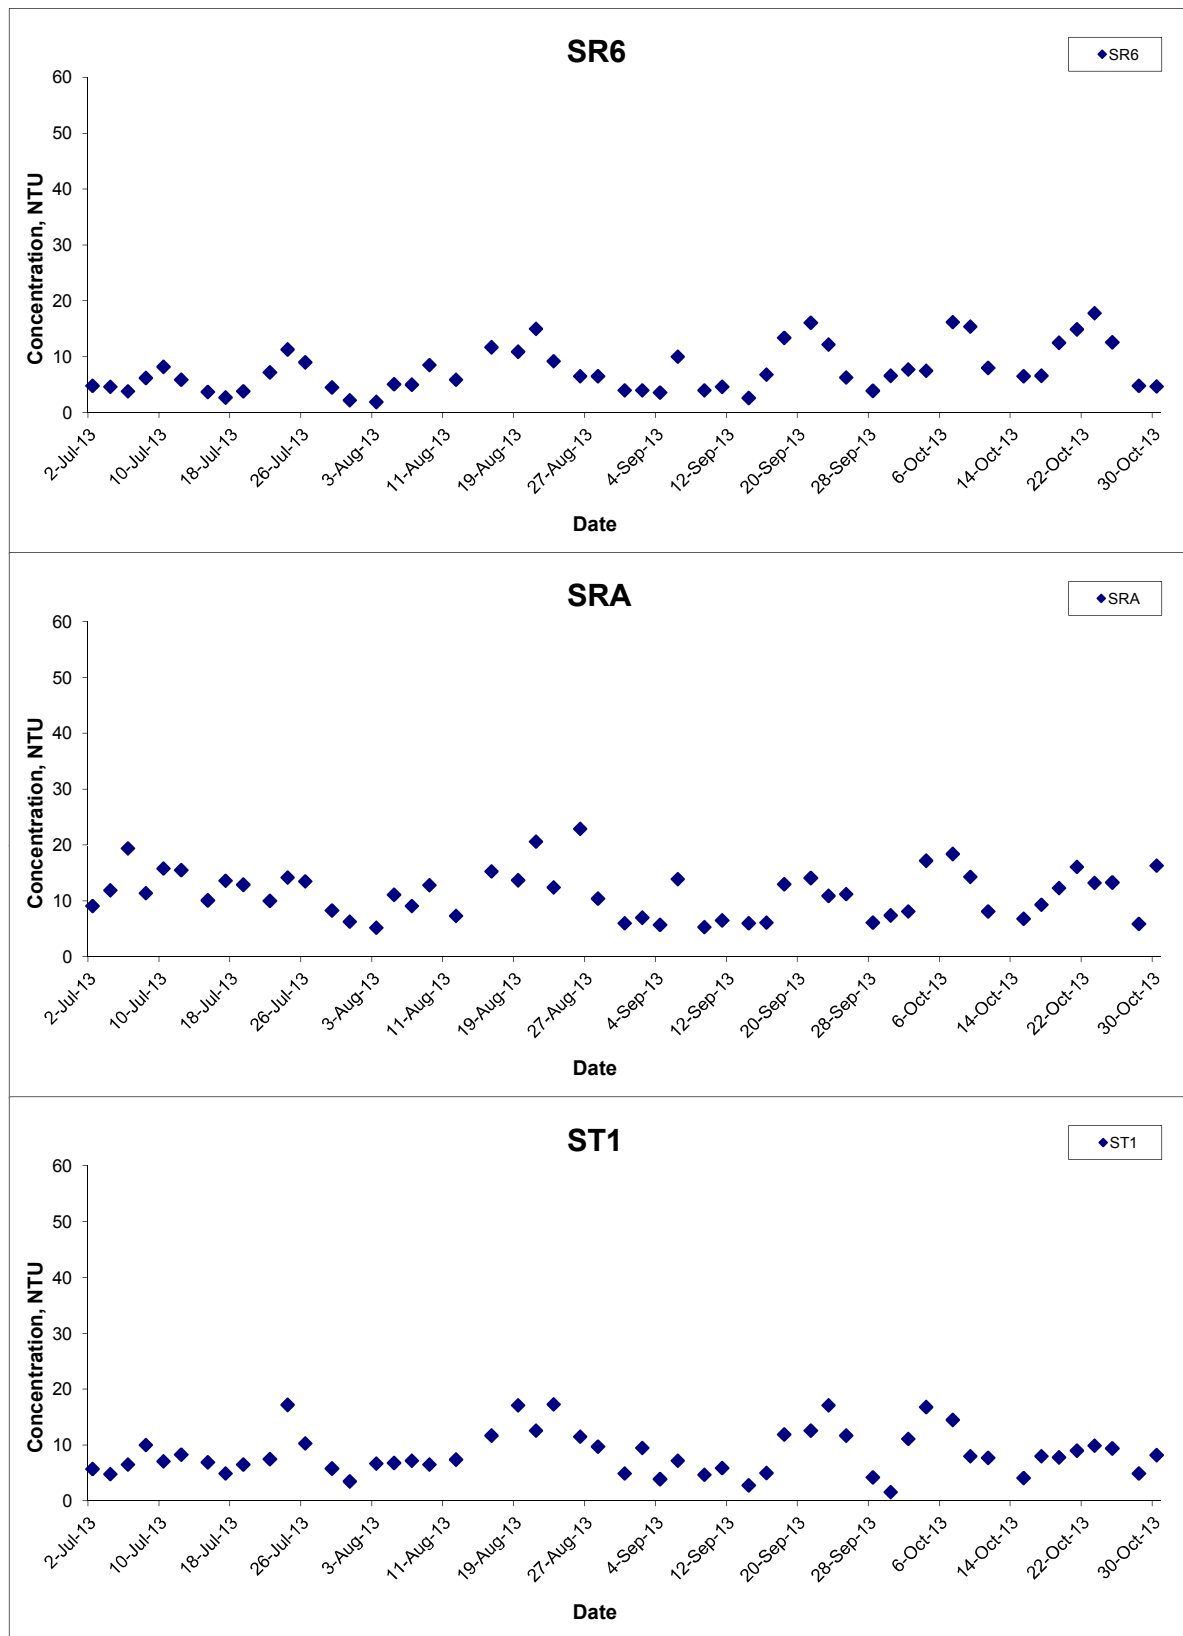 SR6
SR6
60
50
40
30
20
10
0
Concentration, NTU
2-Jul-13
10-Jul-13
18-Jul-13
26-Jul-13
3-Aug-13
11-Aug-13
19-Aug-13
27-Aug-13
4-Sep-13
12-Sep-13
20-Sep-13
28-Sep-13
6-Oct-13
14-Oct-13
22-Oct-13
30-Oct-13
Date
SRA
SRA
60
50
40
30
20
10
0
Concentration, NTU
2-Jul-13
10-Jul-13
18-Jul-13
26-Jul-13
3-Aug-13
11-Aug-13
19-Aug-13
27-Aug-13
4-Sep-13
12-Sep-13
20-Sep-13
28-Sep-13
6-Oct-13
14-Oct-13
22-Oct-13
30-Oct-13
Date
ST1
ST1
60
50
40
30
20
10
0
Concentration, NTU
2-Jul-13
10-Jul-13
18-Jul-13
26-Jul-13
3-Aug-13
11-Aug-13
19-Aug-13
27-Aug-13
4-Sep-13
12-Sep-13
20-Sep-13
28-Sep-13
6-Oct-13
14-Oct-13
22-Oct-13
30-Oct-13
Date